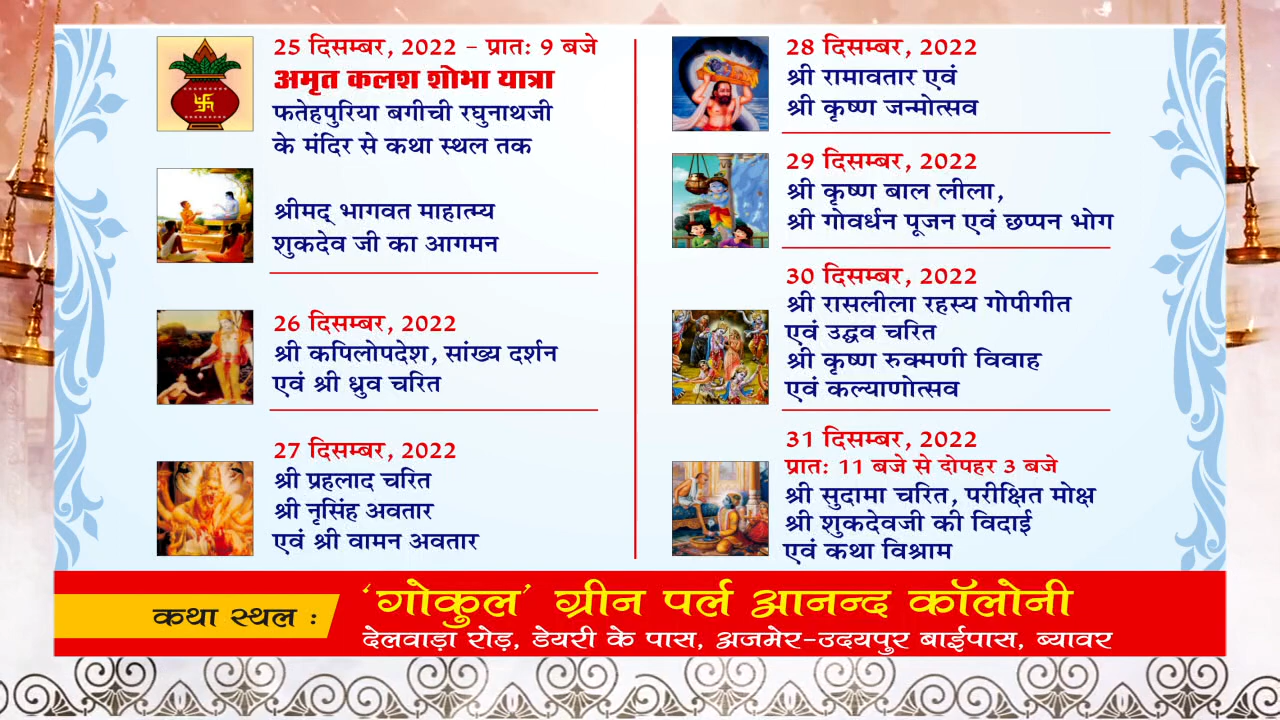 25 दिसम्बर, 2022 - प्रातः 9 बजे
अमृत कलश शोभा यात्रा
फतेहपुरिया बगीची रघुनाथजी
के मंदिर से कथा स्थल तक
श्रीमद् भागवत माहात्म्य
शुकदेव जी का आगमन
26 दिसम्बर, 2022
श्री कपिलोपदेश, सांख्य दर्शन
एवं श्री ध्रुव चरित
27 दिसम्बर, 2022
श्री प्रहलाद चरित
श्री नृसिंह अवतार
एवं श्री वामन अवतार
28 दिसम्बर, 2022
श्री रामावतार एवं
श्री कृष्ण जन्मोत्सव
29 दिसम्बर, 2022
श्री कृष्ण बाल लीला,
श्री गोवर्धन पूजन एवं छप्पन भोग
30 दिसम्बर, 2022
श्री रासलीला रहस्य गोपीगीत
एवं उद्धव चरित
श्री कृष्ण रुक्मणी विवाह
एवं कल्याणोत्सव
31 दिसम्बर, 2022
प्रातः 11 बजे से दोपहर 3 बजे
श्री सुदामा चरित, परीक्षित मोक्ष
श्री शुकदेवजी की विदाई
एवं कथा विश्राम
कथा स्थल :
‘गोकुल’ ग्रीन पर्ल आनन्द कॉलोनी
देलवाड़ा रोड़, डेयरी के पास, अजमेर-उदयपुर बाईपास, ब्यावर